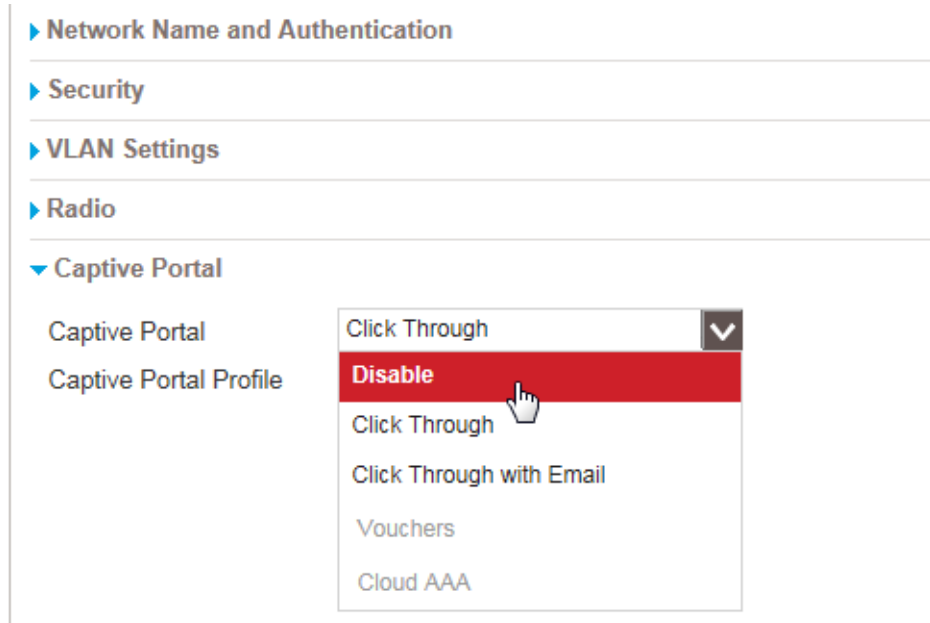 Network Name and Authentication
Security
VLAN Settings
Radio
Captive Portal
Captive Portal
Click Through
Captive Portal Profile
Disable
Click Through
Click Through with Email
Vouchers
Cloud AAA